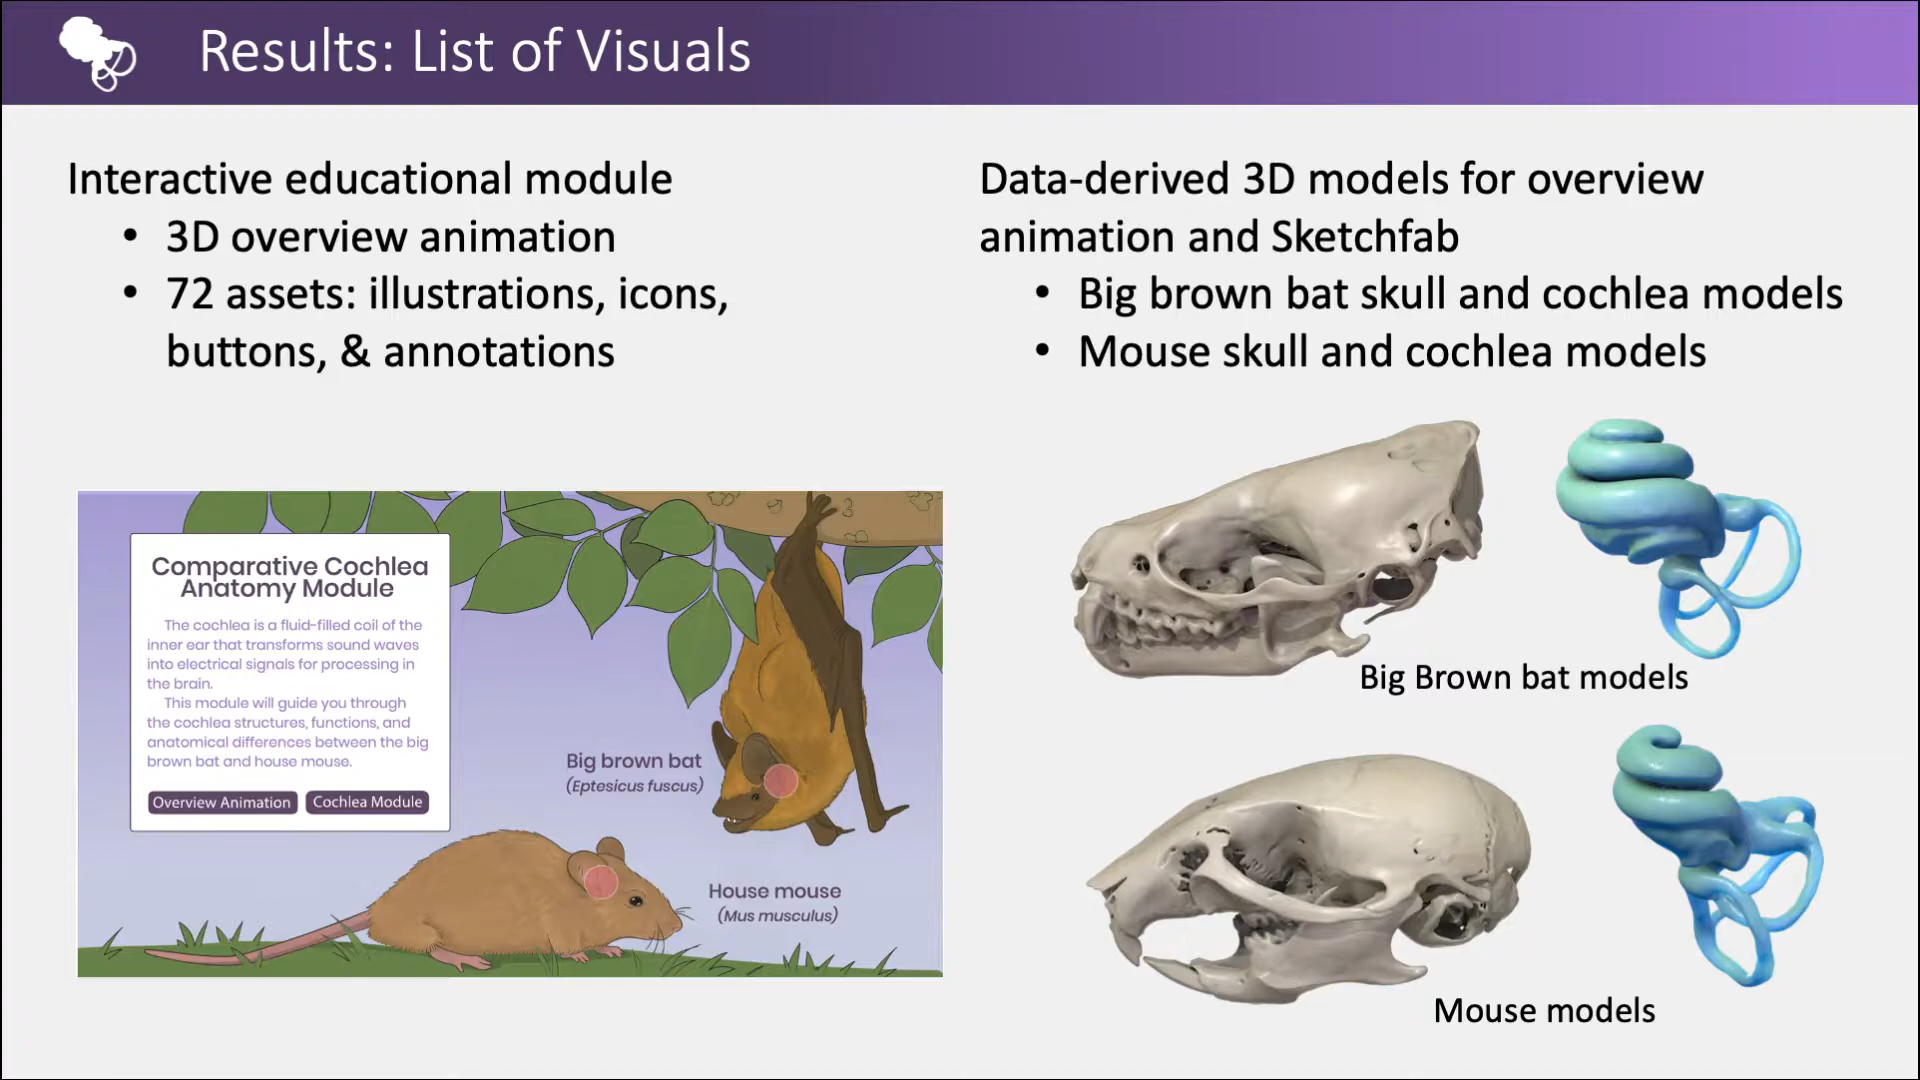 Results: List of Visuals
Interactive educational module
• 3D overview animation
• 72 assets: illustrations, icons,
buttons, & annotations
Data-derived 3D models for overview
animation and Sketchfab
• Big brown bat skull and cochlea models
• Mouse skull and cochlea models
Comparative Cochlea
Anatomy Module
The cochlea is a fluid-filled coil of the
inner ear that transforms sound waves
into electrical signals for processing in
the brain.
This module will guide you through
the cochlea structures, functions, and
anatomical differences between the big
brown bat and house mouse.
Overview Animation
Cochlea Module
Big brown bat
(Eptesicus fuscus)
House mouse
(Mus musculus)
Big Brown bat models
Mouse models